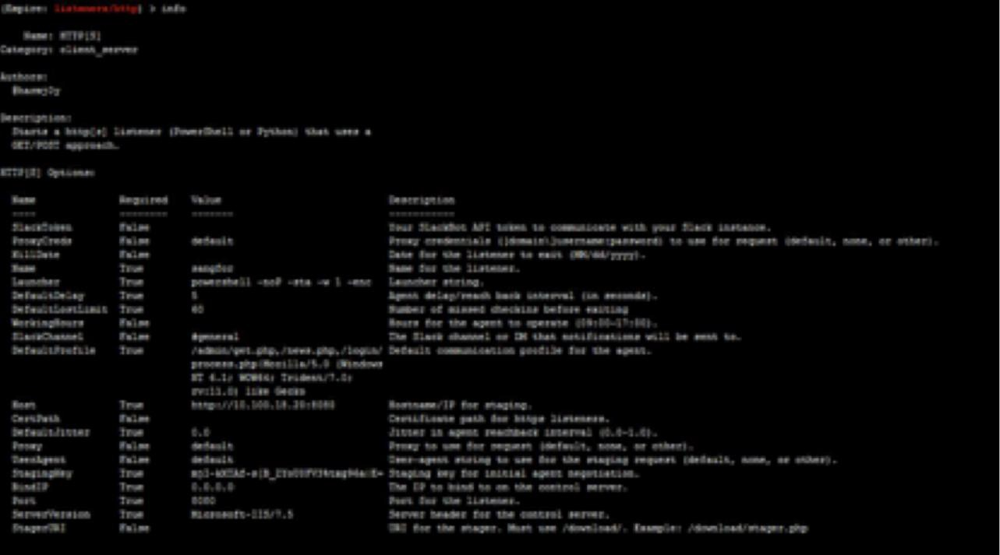 (Empire: listeners/http) > info
Name: HTTP[S]
Category: client_server
Authors:
@harmj0y
Description:
Starts a http[s] listener (PowerShell or Python) that uses a
GET/POST approach.
HTTP[S] Options:
Name Required Value Description
---- -------- ------- -----------
SlackToken False Your SlackBot API token to communicate with your Slack instance.
ProxyCreds False default Proxy credentials ([domain\]username:password) to use for request (default, none, or other).
KillDate False Date for the listener to exit (MM/dd/yyyy).
Name True sangfor Name for the listener.
Launcher True powershell -noP -sta -w 1 -enc Launcher string.
DefaultDelay True 5 Agent delay/reach back interval (in seconds).
DefaultLostLimit True 60 Number of missed checkins before exiting
WorkingHours False Hours for the agent to operate (09:00-17:00).
SlackChannel False #general The Slack channel or DM that notifications will be sent to.
DefaultProfile True /admin/get.php,/news.php,/login/ Default communication profile for the agent.
process.php|Mozilla/5.0 (Windows
NT 6.1; WOW64; Trident/7.0;
rv:11.0) like Gecko
Host True Hostname/IP for staging.
CertPath False Certificate path for https listeners.
DefaultJitter True 0.0 Jitter in agent reachback interval (0.0-1.0).
Proxy False default Proxy to use for request (default, none, or other).
UserAgent False default User-agent string to use for the staging request (default, none, or other).
StagingKey True Staging key for initial agent negotiation.
BindIP True 0.0.0.0 The IP to bind to on the control server.
Port True 8080 Port for the listener.
ServerVersion True Microsoft-IIS/7.5 Server header for the control server.
StagerURI False URI for the stager. Must use /download/. Example: /download/stager.php